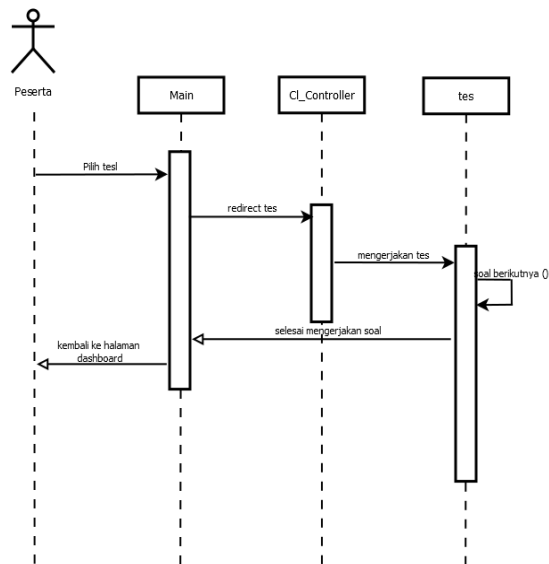 Peserta
Main
Cl_Controller
tes
Pilih tesl
redirect tes
mengerjakan tes
soal berikutnya ()
selesai mengerjakan soal
kembali ke halaman
dashboard